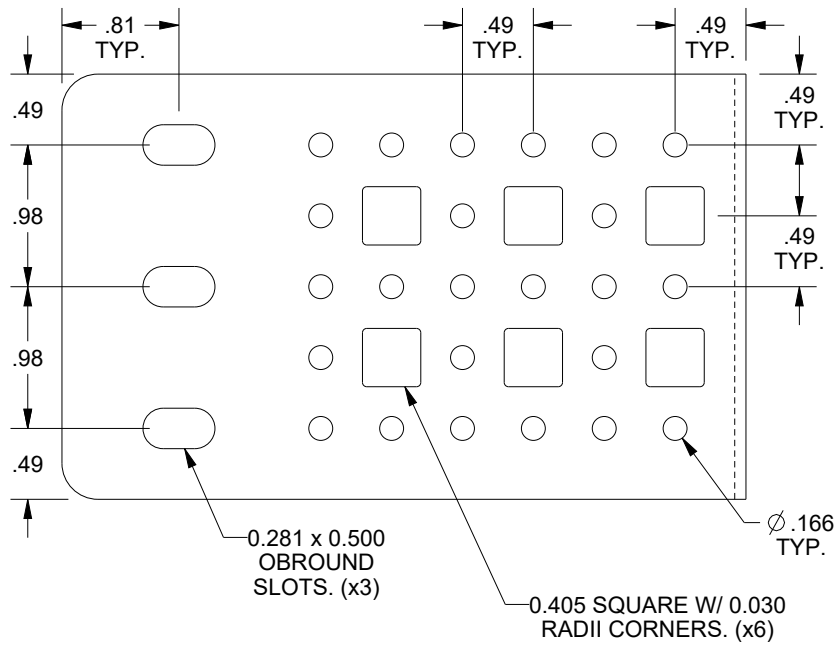 .81
TYP.
.49
TYP.
.49
TYP.
.49
.49
TYP.
.98
.49
TYP.
.98
.49
0.281 x 0.500
OBROUND
SLOTS. (x3)
Ø .166
TYP.
0.405 SQUARE W/ 0.030
RADII CORNERS. (x6)